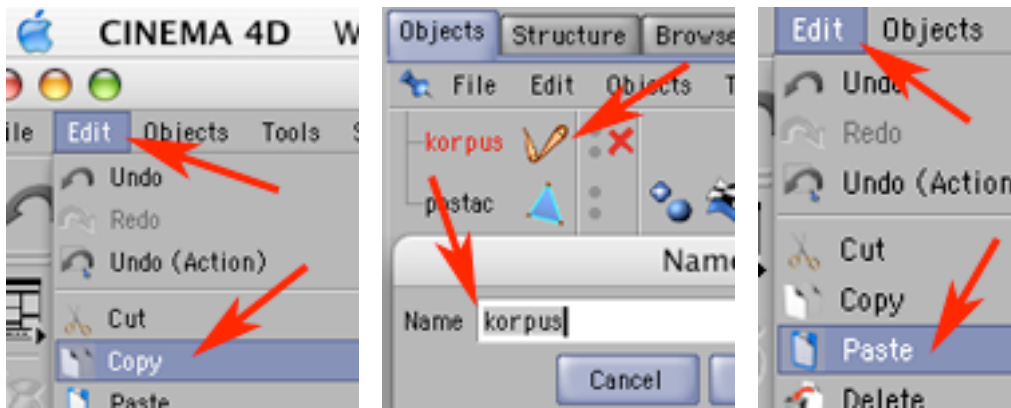 CINEMA 4D W
ile Edit Objects Tools
Undo
Redo
Undo (Action)
Cut
Copy
Paste
Objects Structure Browse
File Edit Objects T
korpus
postac
Name
Name korpus
Cancel
Edit Objects
Undo
Redo
Undo (Action
Cut
Copy
Paste
Delete